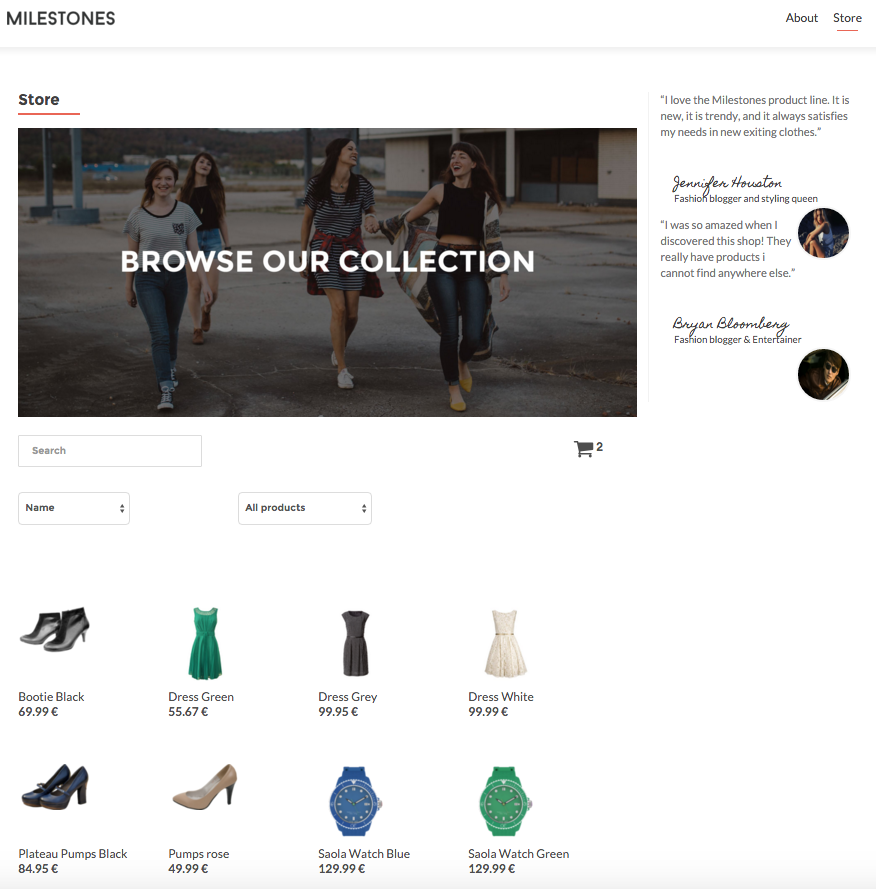 MILESTONES
About Store
Store
BROWSE OUR COLLECTION
“I love the Milestones product line. It is
new, it is trendy, and it always satisfies
my needs in new exiting clothes.”
Jennifer Houston
Fashion blogger and styling queen
“I was so amazed when I
discovered this shop! They
really have products i
cannot find anywhere else.”
Bryan Bloomberg
Fashion blogger & Entertainer
Search
2
Name
All products
Bootie Black
69.99 €
Dress Green
55.67 €
Dress Grey
99.95 €
Dress White
99.99 €
Plateau Pumps Black
84.95 €
Pumps rose
49.99 €
Saola Watch Blue
129.99 €
Saola Watch Green
129.99 €